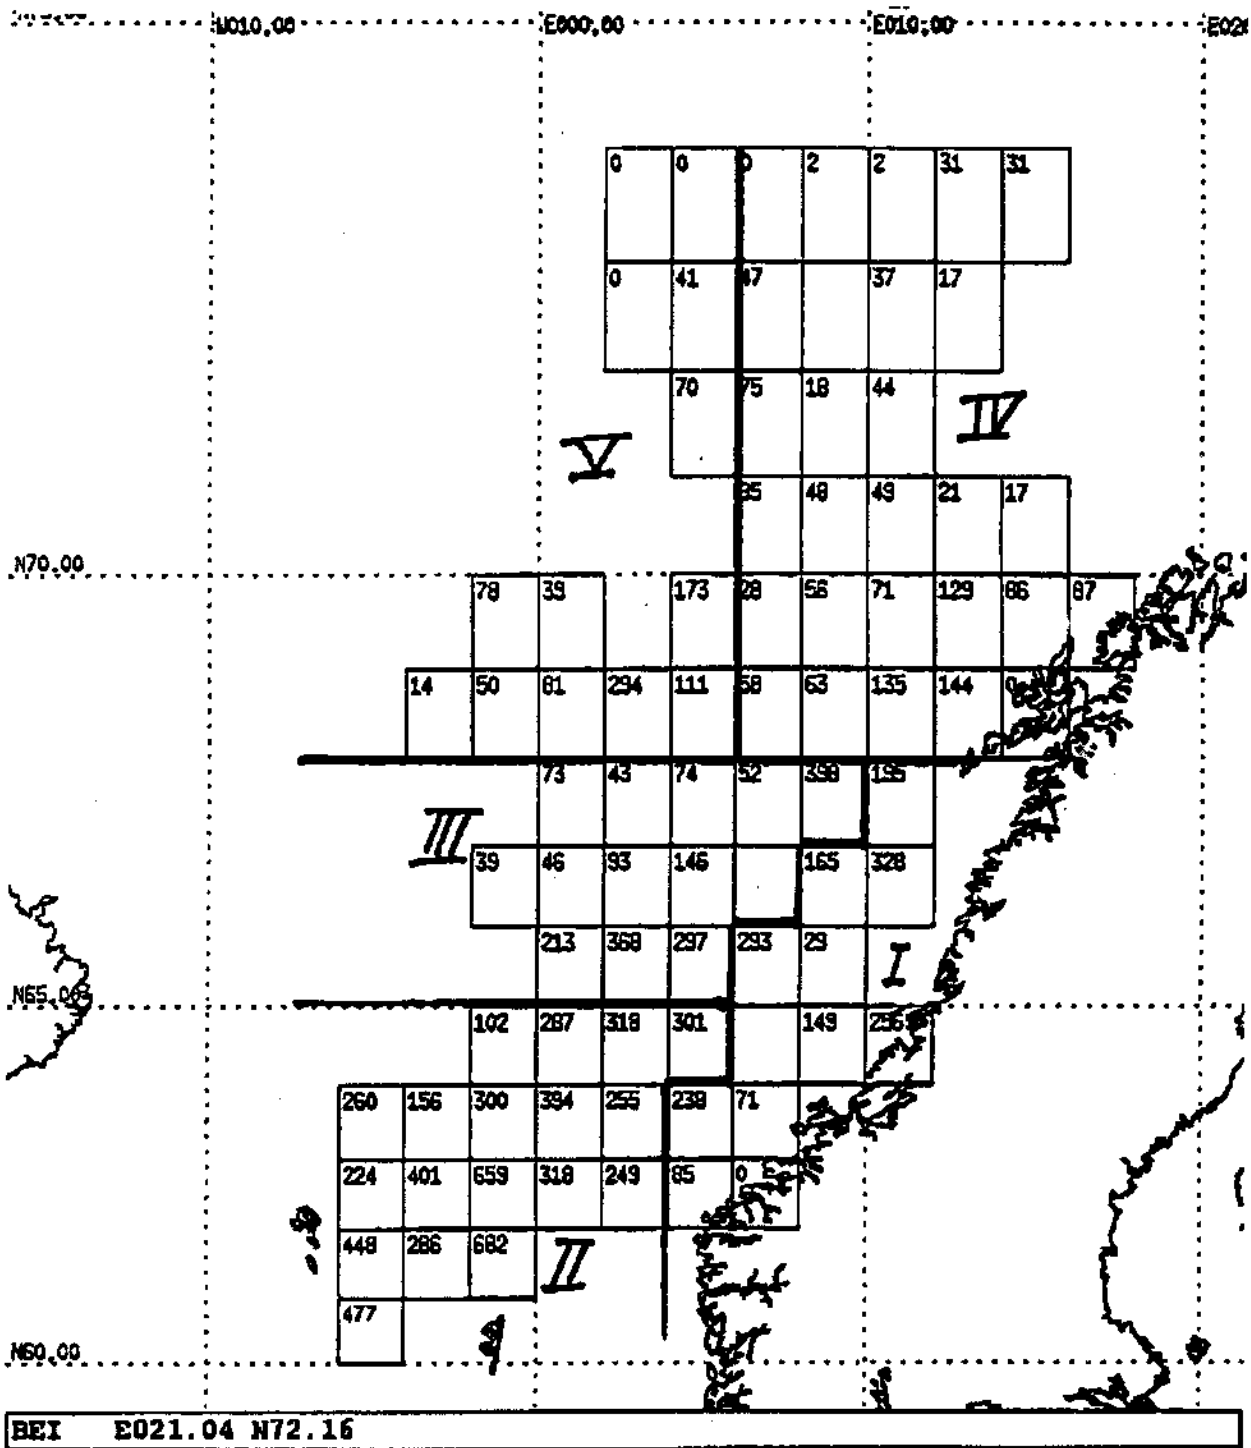 W010.00 E000.00 E010.00
0 0 0 2 2 31 31
0 41 47 37 17
70 75 18 44
IV
V
35 48 49 21 17
N70.00
78 39 173 28 56 71 129 86 87
14 50 81 294 111 58 63 135 144 0
73 43 74 52 398 195
III
39 46 93 146 165 328
213 368 297 293 29
I
N65.00
102 287 318 301 149
260 156 300 394 255 239 71
224 401 659 318 249 85 0
448 286 682
II
477
N60.00
BEI E021.04 N72.16